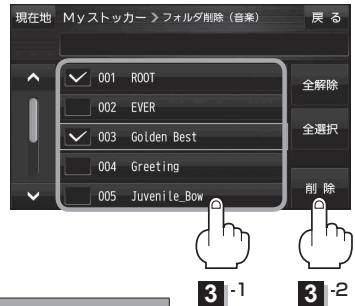 現在地 Myストッカー 》フォルダ削除（音楽） 戻る
001 ROOT 全解除
002 EVER
003 Golden Best 全選択
004 Greeting
005 Juvenile_Bow 削除
3 -1 3 -2